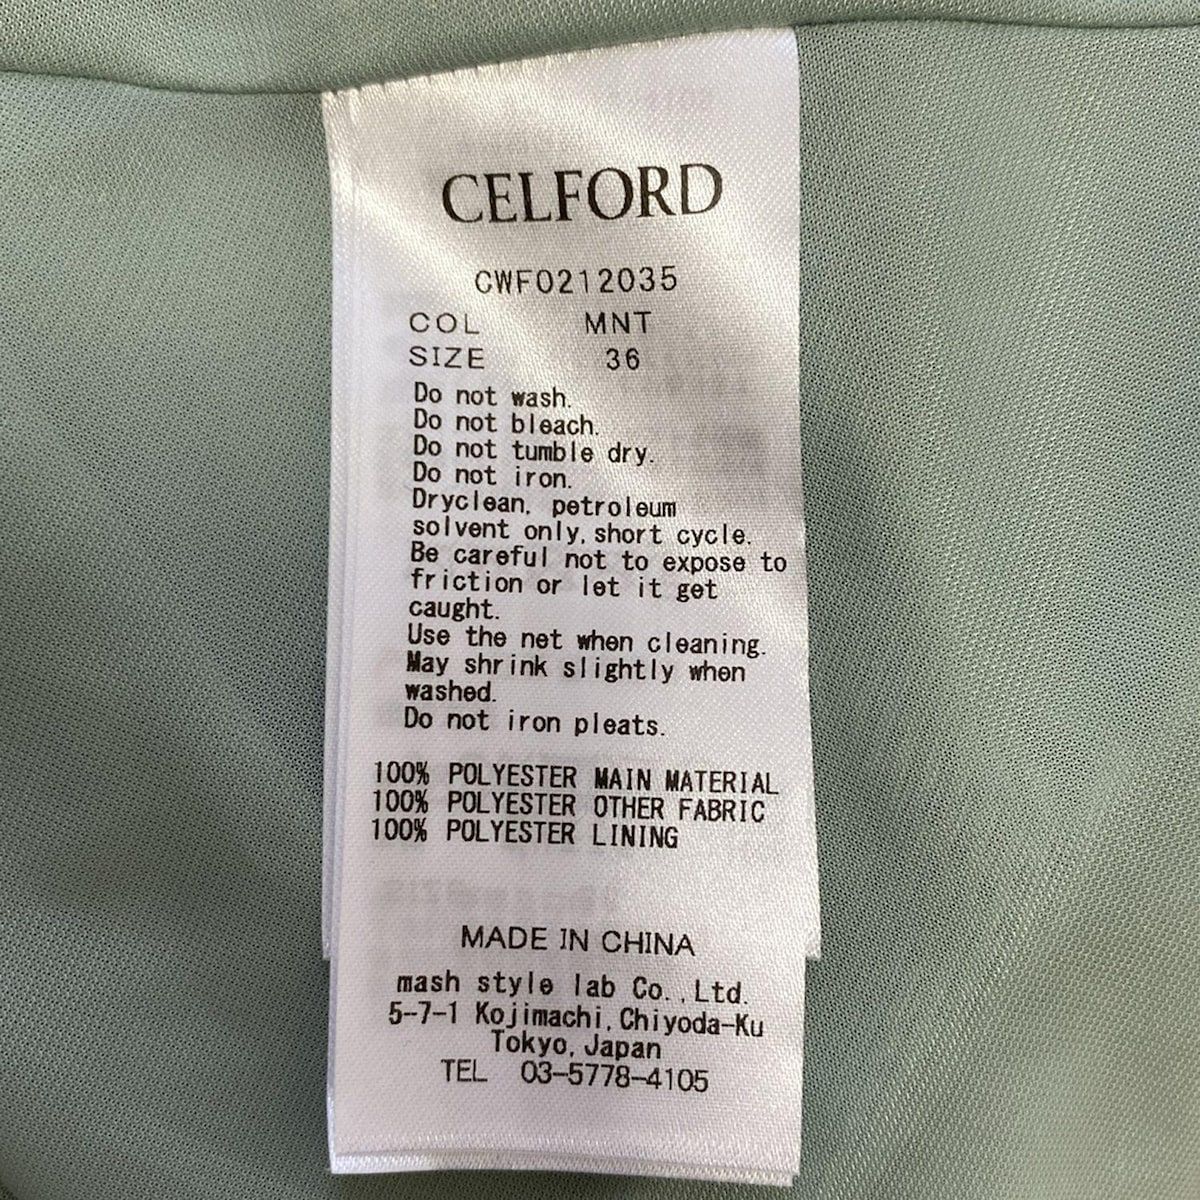 CELFORD
CWF0212035
COL MNT
SIZE 36
Do not wash.
Do not bleach.
Do not tumble dry.
Do not iron.
Dryclean, petroleum
solvent only,short cycle.
Be careful not to expose to
friction or let it get
caught.
Use the net when cleaning.
May shrink slightly when
washed.
Do not iron pleats.
100% POLYESTER MAIN MATERIAL
100% POLYESTER OTHER FABRIC
100% POLYESTER LINING
MADE IN CHINA
mash style lab Co.,Ltd.
5-7-1 Kojimachi,Chiyoda-Ku
Tokyo,Japan
TEL 03-5778-4105